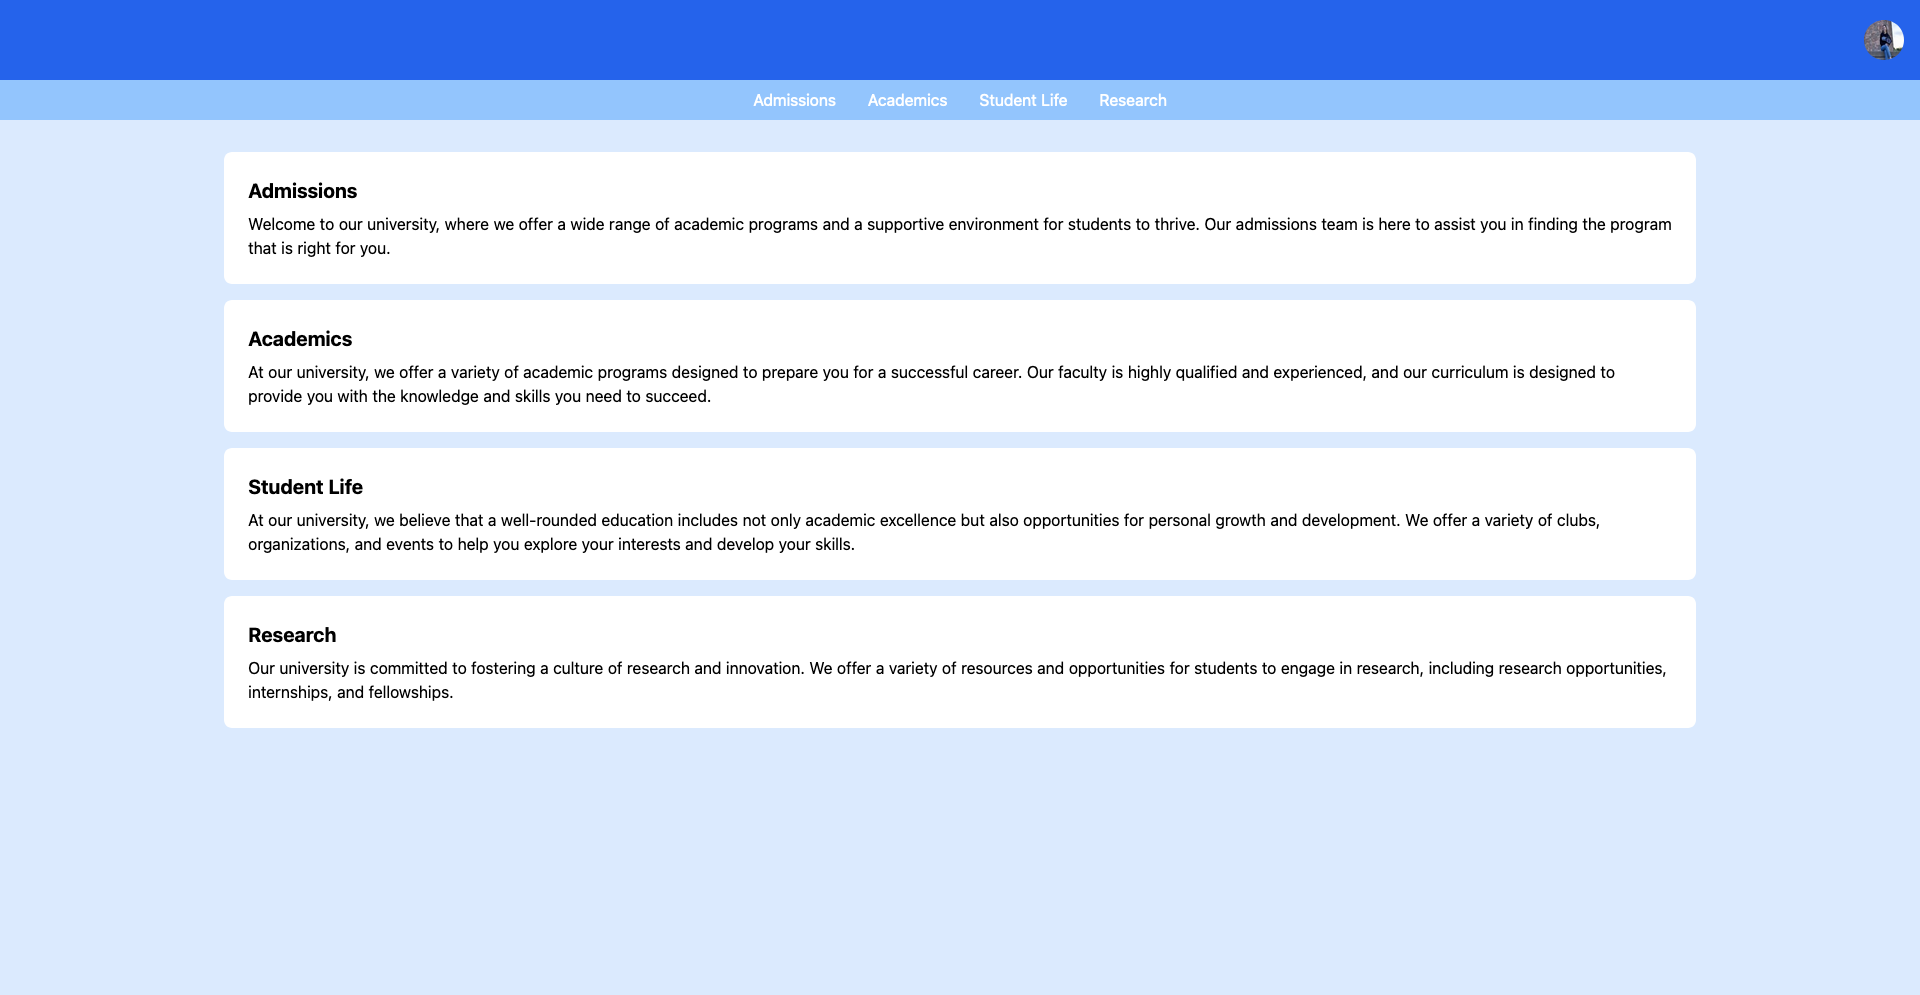 Admissions Academics Student Life Research
Admissions
Welcome to our university, where we offer a wide range of academic programs and a supportive environment for students to thrive. Our admissions team is here to assist you in finding the program
that is right for you.
Academics
At our university, we offer a variety of academic programs designed to prepare you for a successful career. Our faculty is highly qualified and experienced, and our curriculum is designed to
provide you with the knowledge and skills you need to succeed.
Student Life
At our university, we believe that a well-rounded education includes not only academic excellence but also opportunities for personal growth and development. We offer a variety of clubs,
organizations, and events to help you explore your interests and develop your skills.
Research
Our university is committed to fostering a culture of research and innovation. We offer a variety of resources and opportunities for students to engage in research, including research opportunities,
internships, and fellowships.